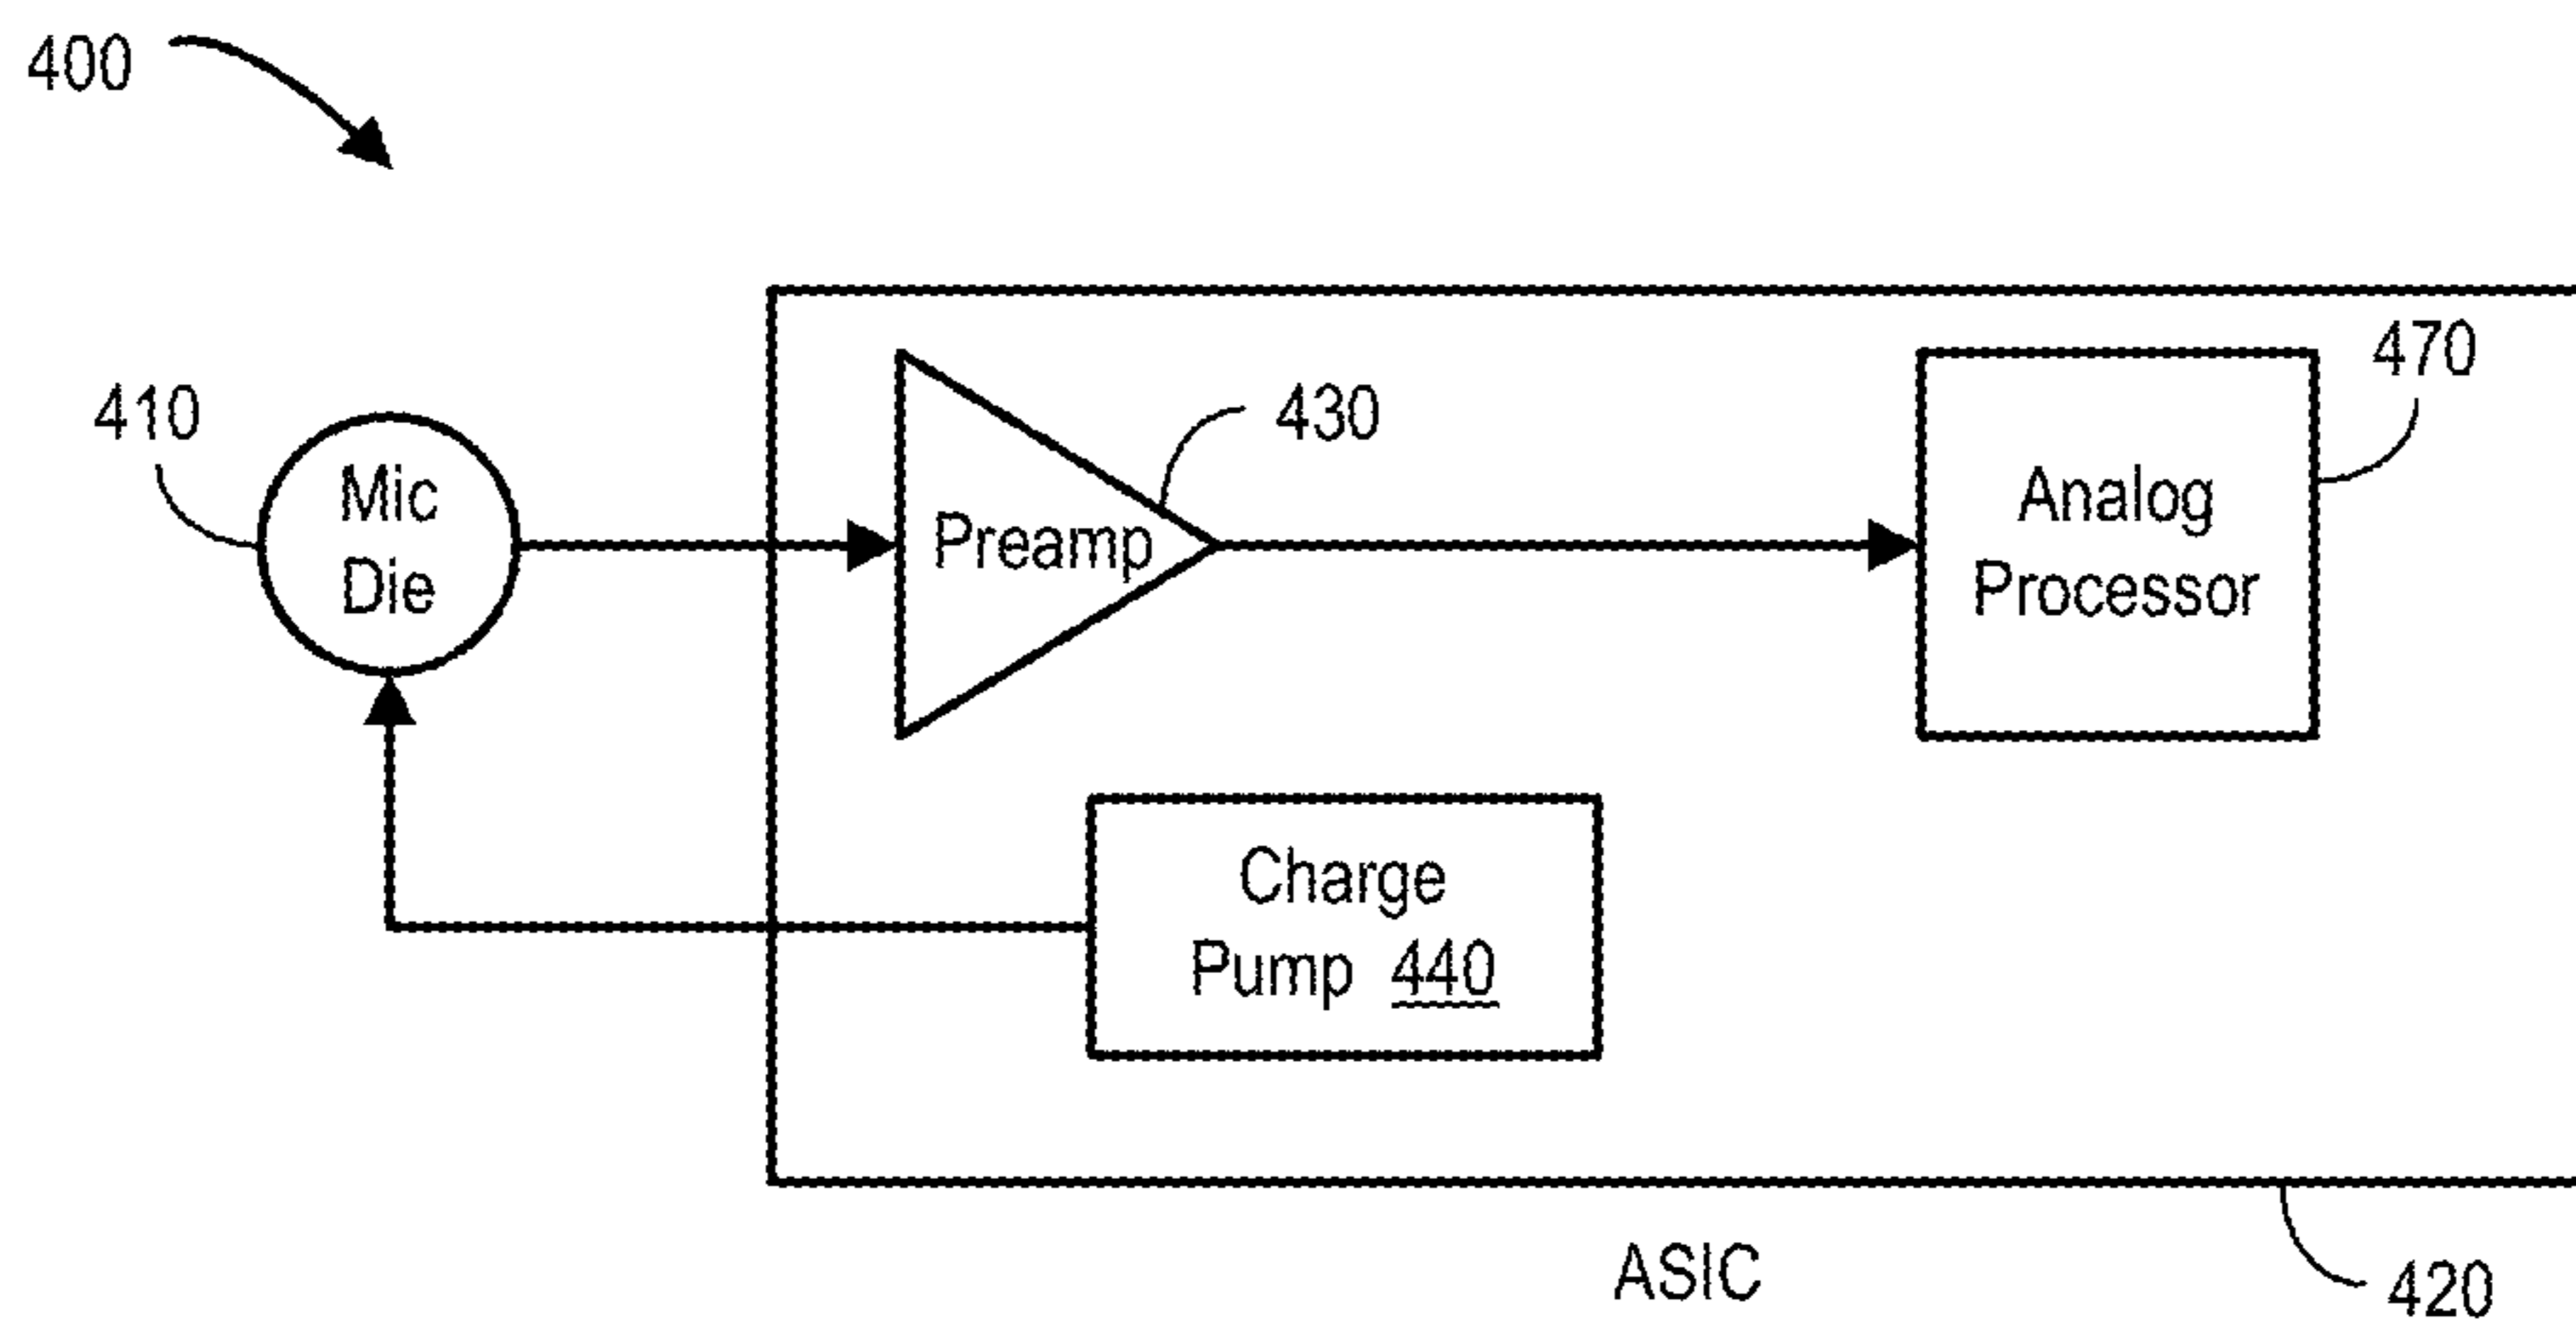 400
410
Mic
Die
Preamp
430
Analog
Processor
470
Charge
Pump 440
ASIC
420